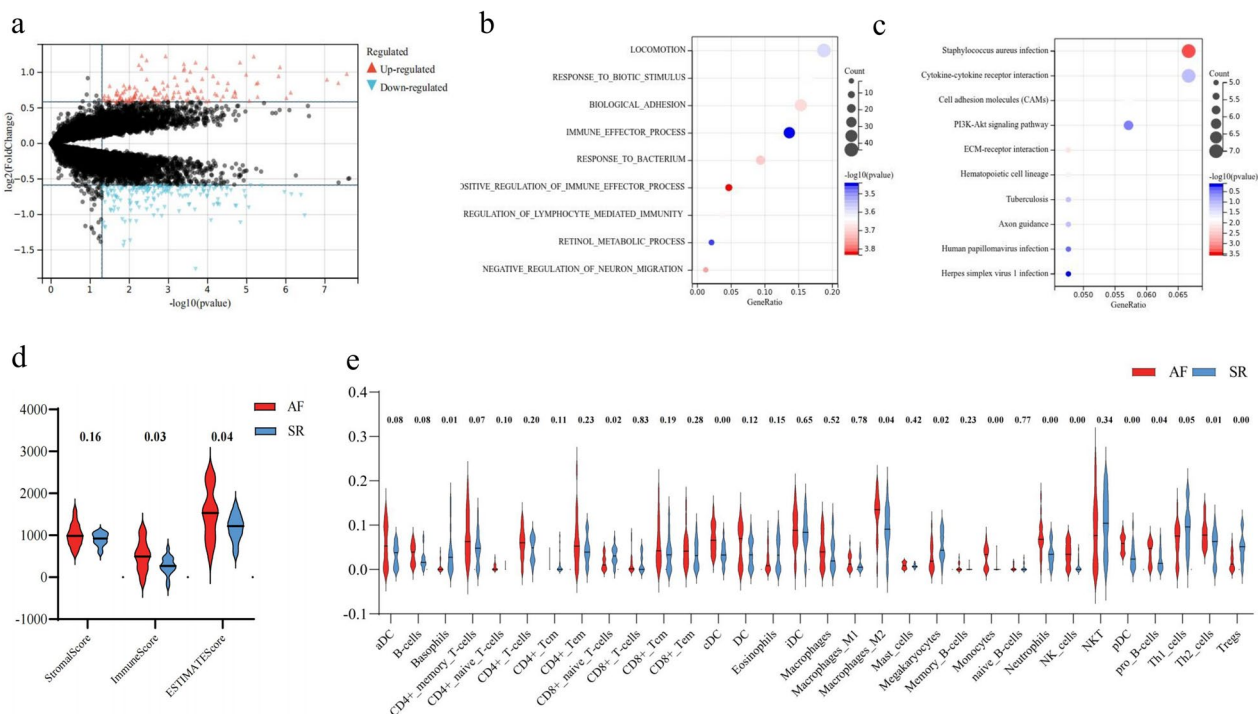 a
Regulated
Up-regulated
Down-regulated
log2(FoldChange)
1.0
0.5
0.0
-0.5
-1.0
-1.5
0 1 2 3 4 5 6 7
-log10(pvalue)
b
LOCOMOTION
RESPONSE_TO_BIOTIC_STIMULUS
BIOLOGICAL_ADHESION
IMMUNE_EFFECTOR_PROCESS
RESPONSE_TO_BACTERIUM
OSITIVE_REGULATION_OF_IMMUNE_EFFECTOR_PROCESS
REGULATION_OF_LYMPHOCYTE_MEDIATED_IMMUNITY
RETINOL_METABOLIC_PROCESS
NEGATIVE_REGULATION_OF_NEURON_MIGRATION
0.00 0.05 0.10 0.15 0.20
GeneRatio
Count
10
20
30
40
-log10(pvalue)
3.5
3.6
3.7
3.8
c
Staphylococcus aureus infection
Cytokine-cytokine receptor interaction
Cell adhesion molecules (CAMs)
PI3K-Akt signaling pathway
ECM-receptor interaction
Hematopoietic cell lineage
Tuberculosis
Axon guidance
Human papillomavirus infection
Herpes simplex virus 1 infection
0.050 0.055 0.060 0.065
GeneRatio
Count
5.0
5.5
6.0
6.5
7.0
-log10(pvalue)
0.5
1.0
1.5
2.0
2.5
3.0
3.5
d
AF
SR
4000
3000
2000
1000
0
-1000
0.16 0.03 0.04
StromalScore
ImmuneScore
ESTIMATEScore
e
AF SR
0.4
0.3
0.2
0.1
0.0
-0.1
0.08 0.08 0.01 0.07 0.10 0.20 0.11 0.23 0.02 0.83 0.19 0.28 0.00 0.12 0.15 0.65 0.52 0.78 0.04 0.42 0.02 0.23 0.00 0.77 0.00 0.00 0.34 0.00 0.04 0.05 0.01 0.00
aDC
B-cells
Basophils
CD4+_memory_T-cells
CD4+_naive_T-cells
CD4+_T-cells
CD4+_Tcm
CD4+_Tem
CD8+_naive_T-cells
CD8+_T-cells
CD8+_Tcm
CD8+_Tem
cDC
DC
Eosinophils
iDC
Macrophages
Macrophages_M1
Macrophages_M2
Mast_cells
Megakaryocytes
Memory_B-cells
Monocytes
naive_B-cells
Neutrophils
NK_cells
NKT
pDC
pro_B-cells
Th1_cells
Th2_cells
Tregs